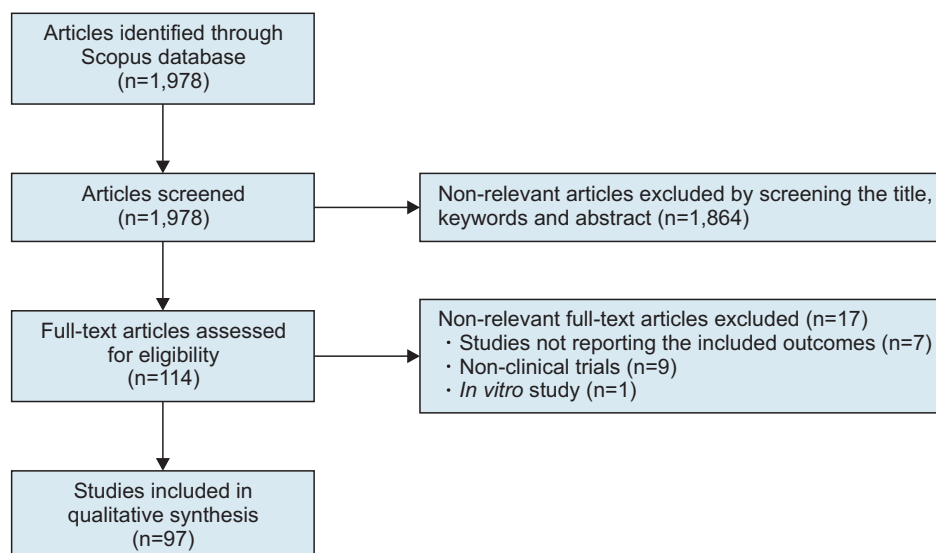 Articles identified through
Scopus database
(n=1,978)
Articles screened
(n=1,978)
Non-relevant articles excluded by screening the title,
keywords and abstract (n=1,864)
Full-text articles assessed
for eligibility
(n=114)
Non-relevant full-text articles excluded (n=17)
· Studies not reporting the included outcomes (n=7)
· Non-clinical trials (n=9)
· In vitro study (n=1)
Studies included in
qualitative synthesis
(n=97)